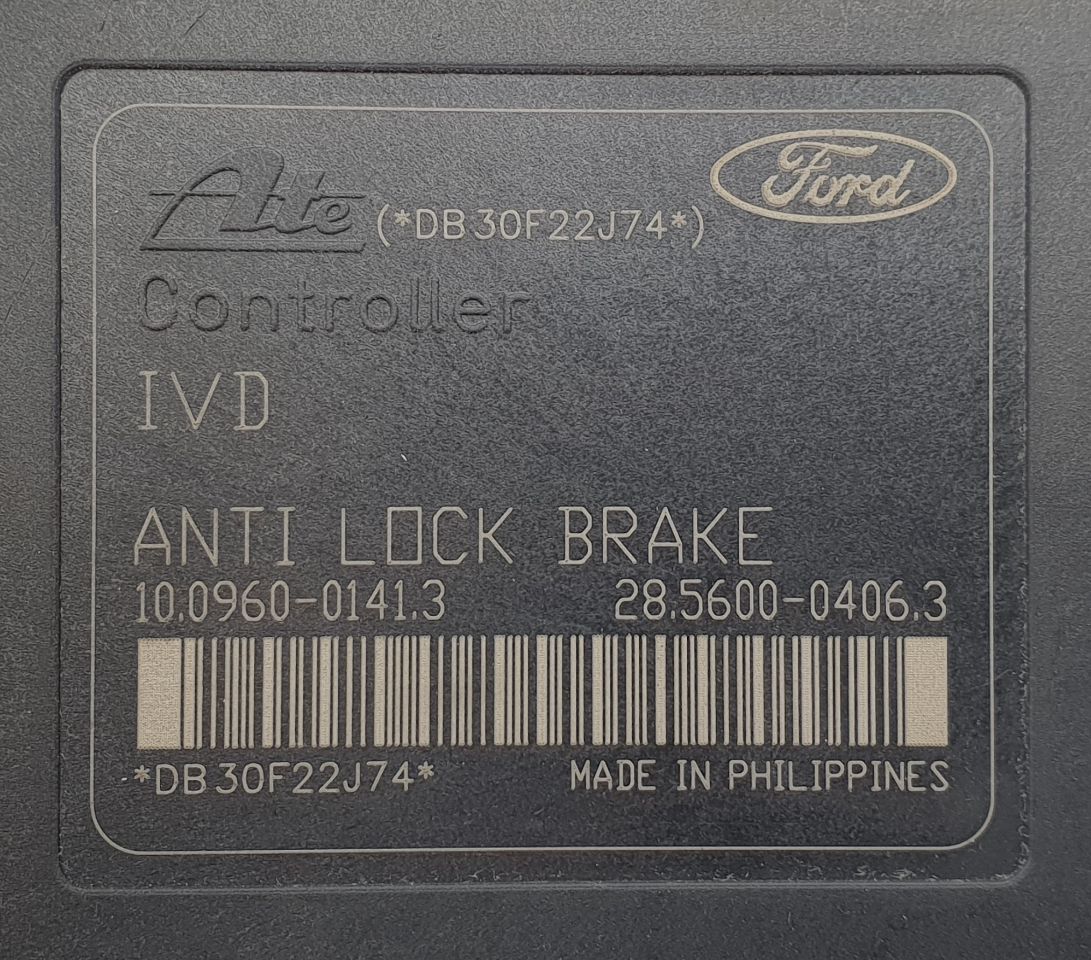 Ate (*DB30F22J74*) Ford
Controller
IVD
ANTI LOCK BRAKE
10.0960-0141.3 28.5600-0406.3
*DB30F22J74* MADE IN PHILIPPINES